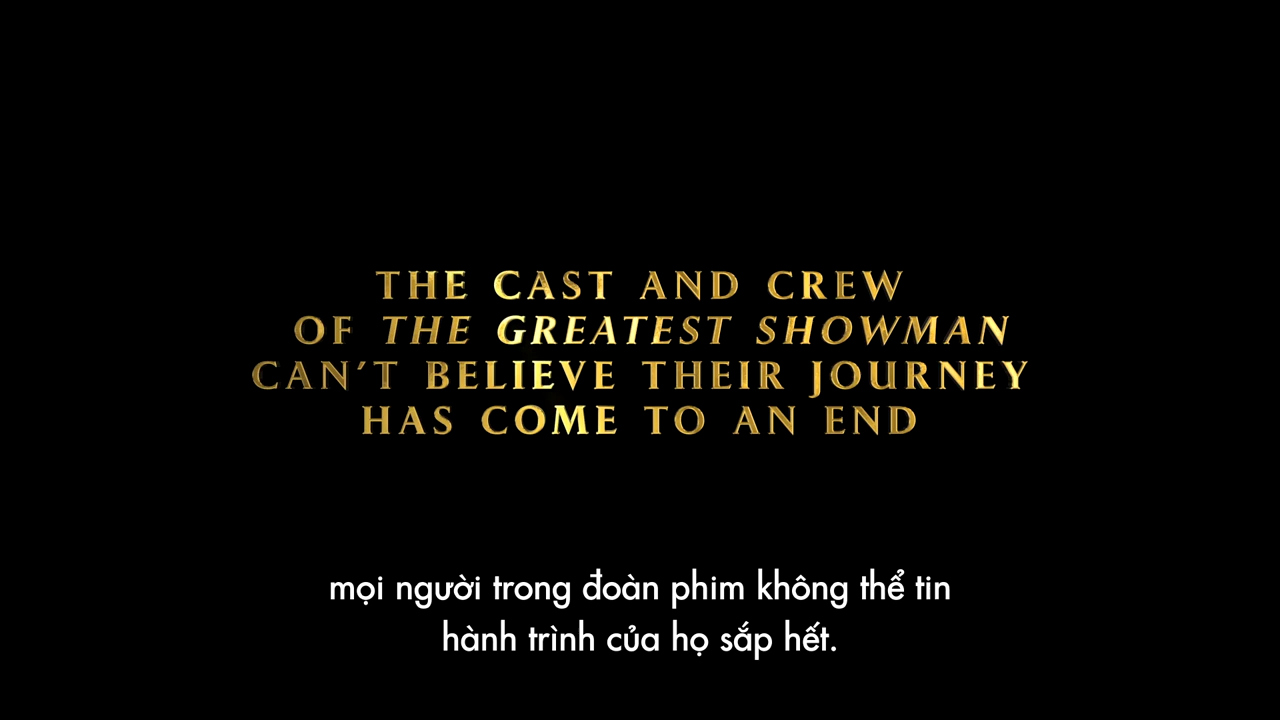 THE CAST AND CREW
OF THE GREATEST SHOWMAN
CAN'T BELIEVE THEIR JOURNEY
HAS COME TO AN END
mọi người trong đoàn phim không thể tin
hành trình của họ sắp hết.